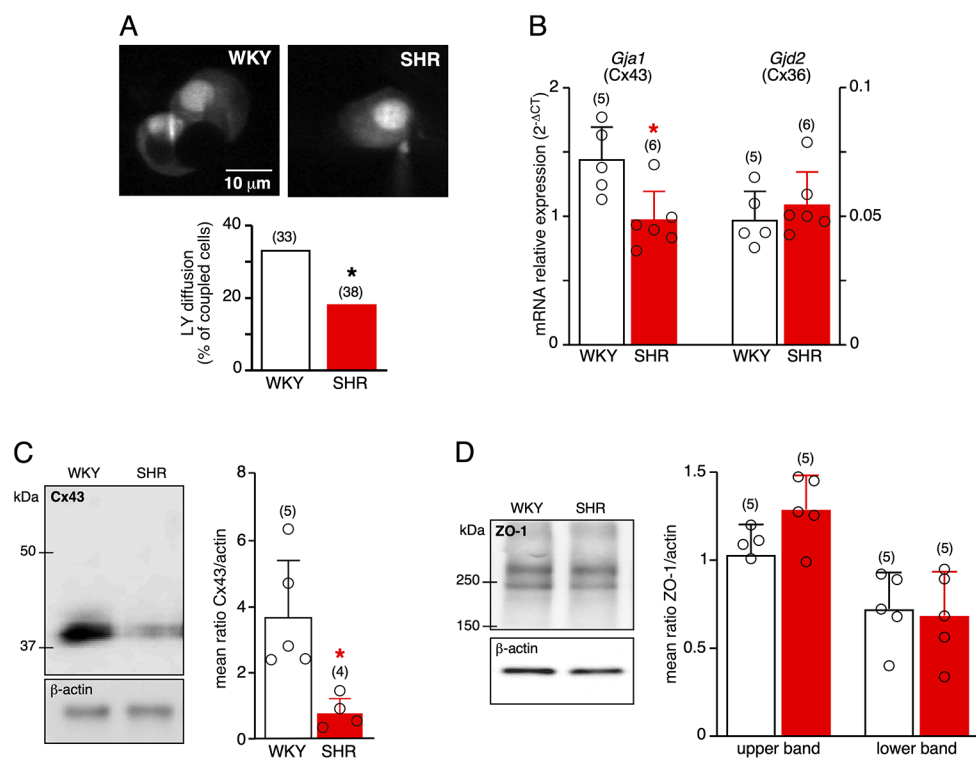 A
WKY
SHR
10 µm
LY diffusion
(% of coupled cells)
40
20
0
(33)
*
(38)
WKY
SHR
B
Gja1
(Cx43)
Gjd2
(Cx36)
mRNA relative expression (2-ΔCT)
2
1
0
0.1
0.05
0
(5)
*
(6)
(5)
(6)
WKY
SHR
WKY
SHR
C
WKY
SHR
kDa
Cx43
50
37
β-actin
mean ratio Cx43/actin
8
6
4
2
0
(5)
*
(4)
WKY
SHR
D
WKY
SHR
kDa
ZO-1
250
150
β-actin
mean ratio ZO-1/actin
1.5
1
0.5
0
(5)
(5)
(5)
(5)
upper band
lower band